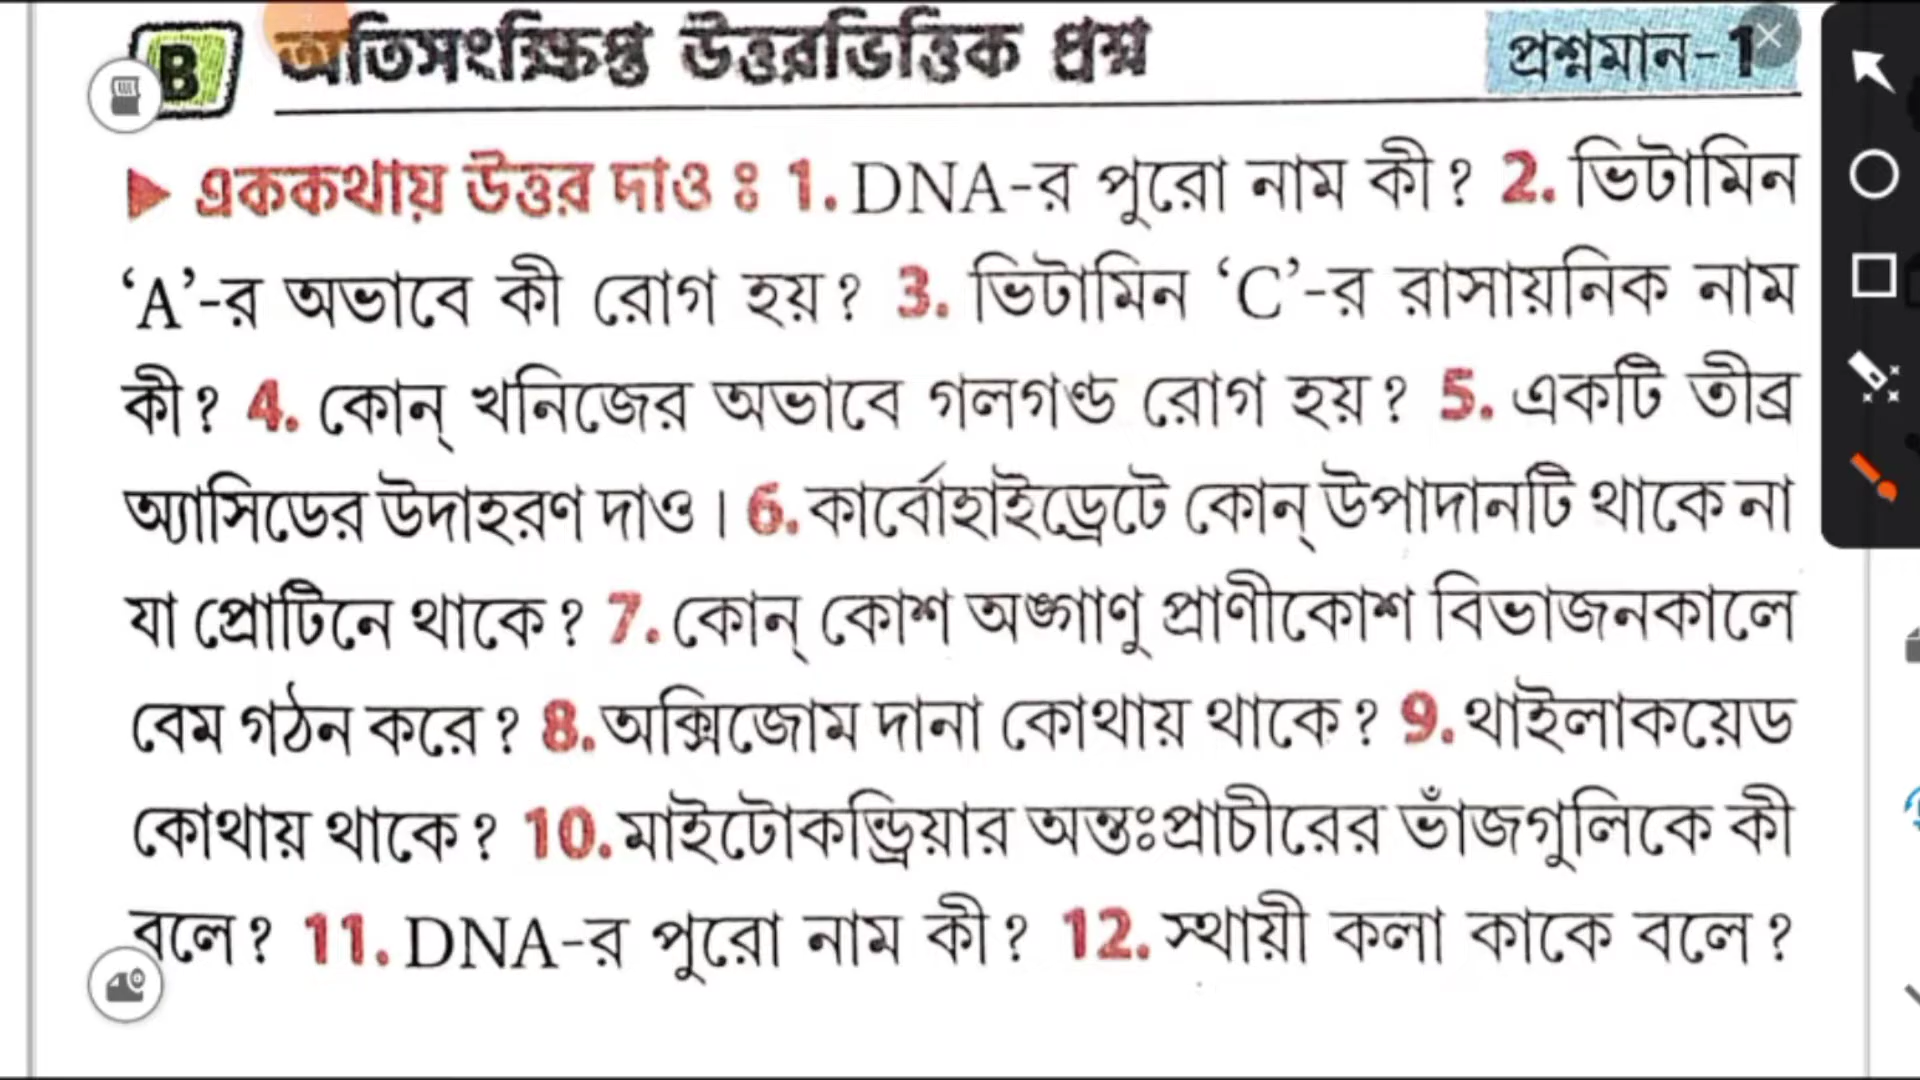 B অতিসংক্ষিপ্ত উত্তরভিত্তিক প্রশ্ন প্রশ্নমান-1
▶ এককথায় উত্তর দাও ঃ 1. DNA-র পুরো নাম কী? 2. ভিটামিন
‘A’-র অভাবে কী রোগ হয়? 3. ভিটামিন ‘C’-র রাসায়নিক নাম
কী? 4. কোন্ খনিজের অভাবে গলগণ্ড রোগ হয়? 5. একটি তীব্র
অ্যাসিডের উদাহরণ দাও। 6. কার্বোহাইড্রেটে কোন্ উপাদানটি থাকে না
যা প্রোটিনে থাকে? 7. কোন্ কোশ অঙ্গাণু প্রাণীকোশ বিভাজনকালে
বেম গঠন করে? 8. অক্সিজোম দানা কোথায় থাকে? 9. থাইলাকয়েড
কোথায় থাকে? 10. মাইটোকন্ড্রিয়ার অন্তঃপ্রাচীরের ভাঁজগুলিকে কী
বলে? 11. DNA-র পুরো নাম কী? 12. স্থায়ী কলা কাকে বলে?